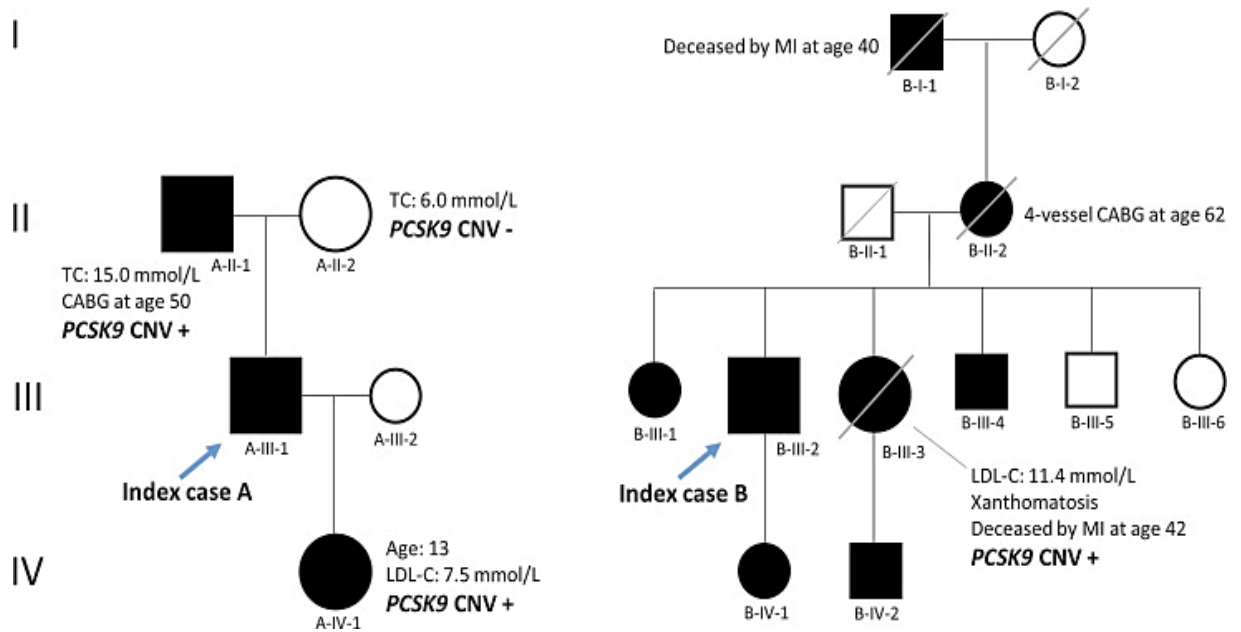 I
Deceased by MI at age 40
B-I-1
B-I-2
II
TC: 6.0 mmol/L
PCSK9 CNV -
A-II-1
A-II-2
TC: 15.0 mmol/L
CABG at age 50
PCSK9 CNV +
4-vessel CABG at age 62
B-II-1
B-II-2
III
A-III-1
A-III-2
Index case A
B-III-1
B-III-2
B-III-3
B-III-4
B-III-5
B-III-6
Index case B
LDL-C: 11.4 mmol/L
Xanthomatosis
Deceased by MI at age 42
PCSK9 CNV +
IV
Age: 13
LDL-C: 7.5 mmol/L
PCSK9 CNV +
A-IV-1
B-IV-1
B-IV-2